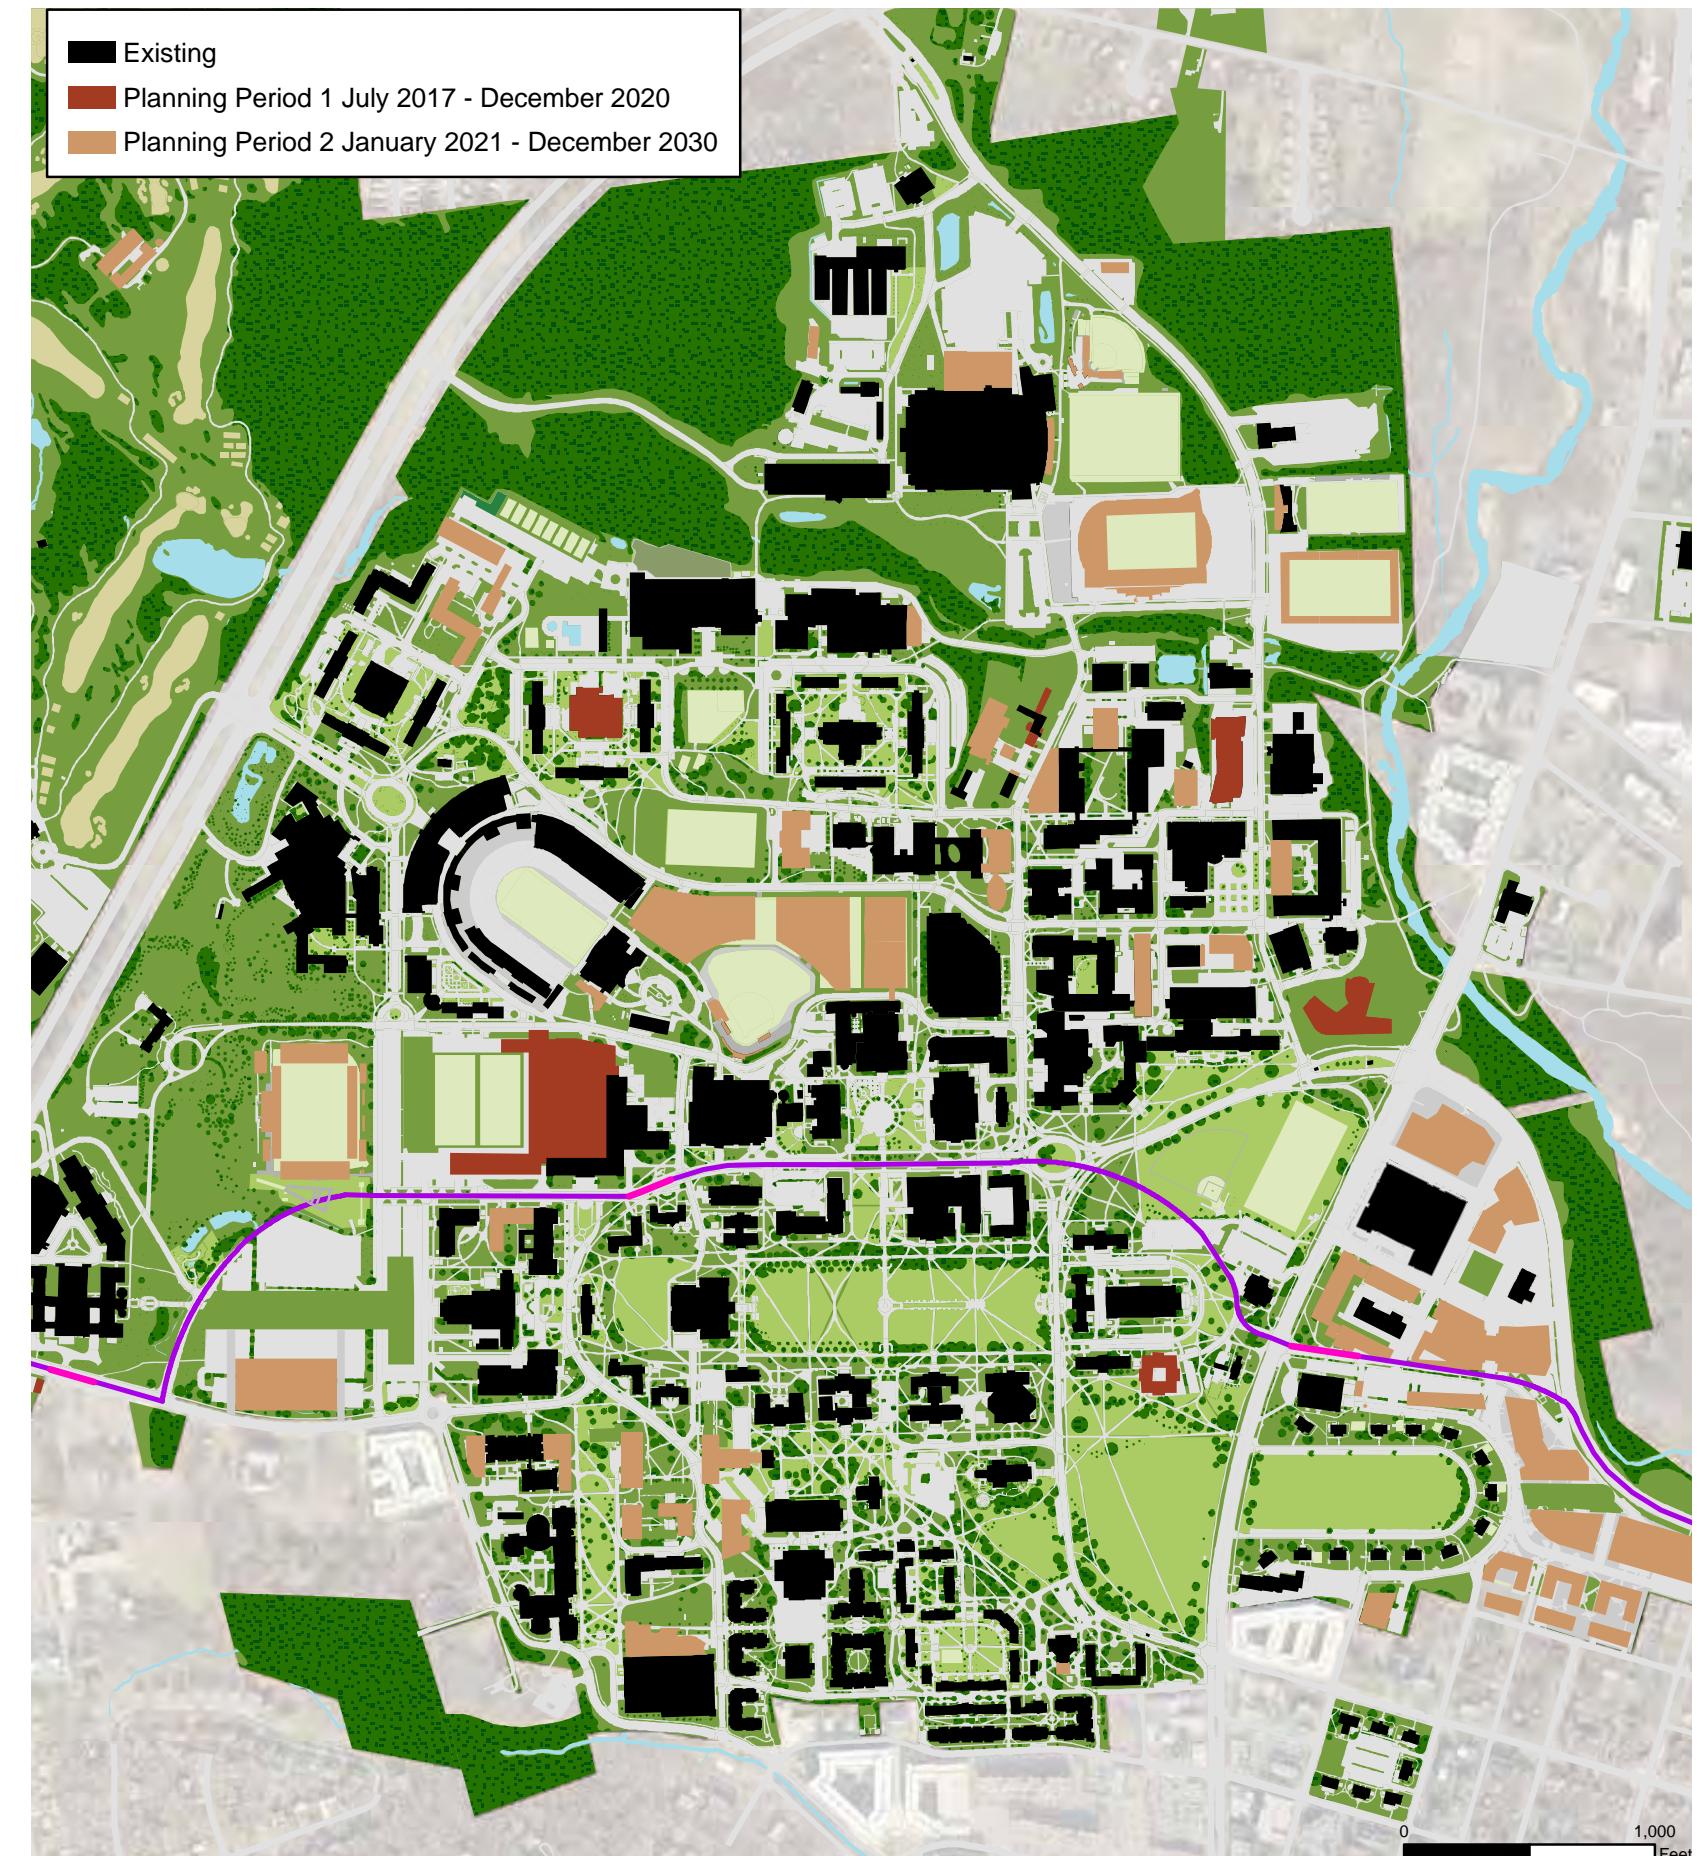 Existing
Planning Period 1 July 2017 - December 2020
Planning Period 2 January 2021 - December 2030
0 1,000
Feet